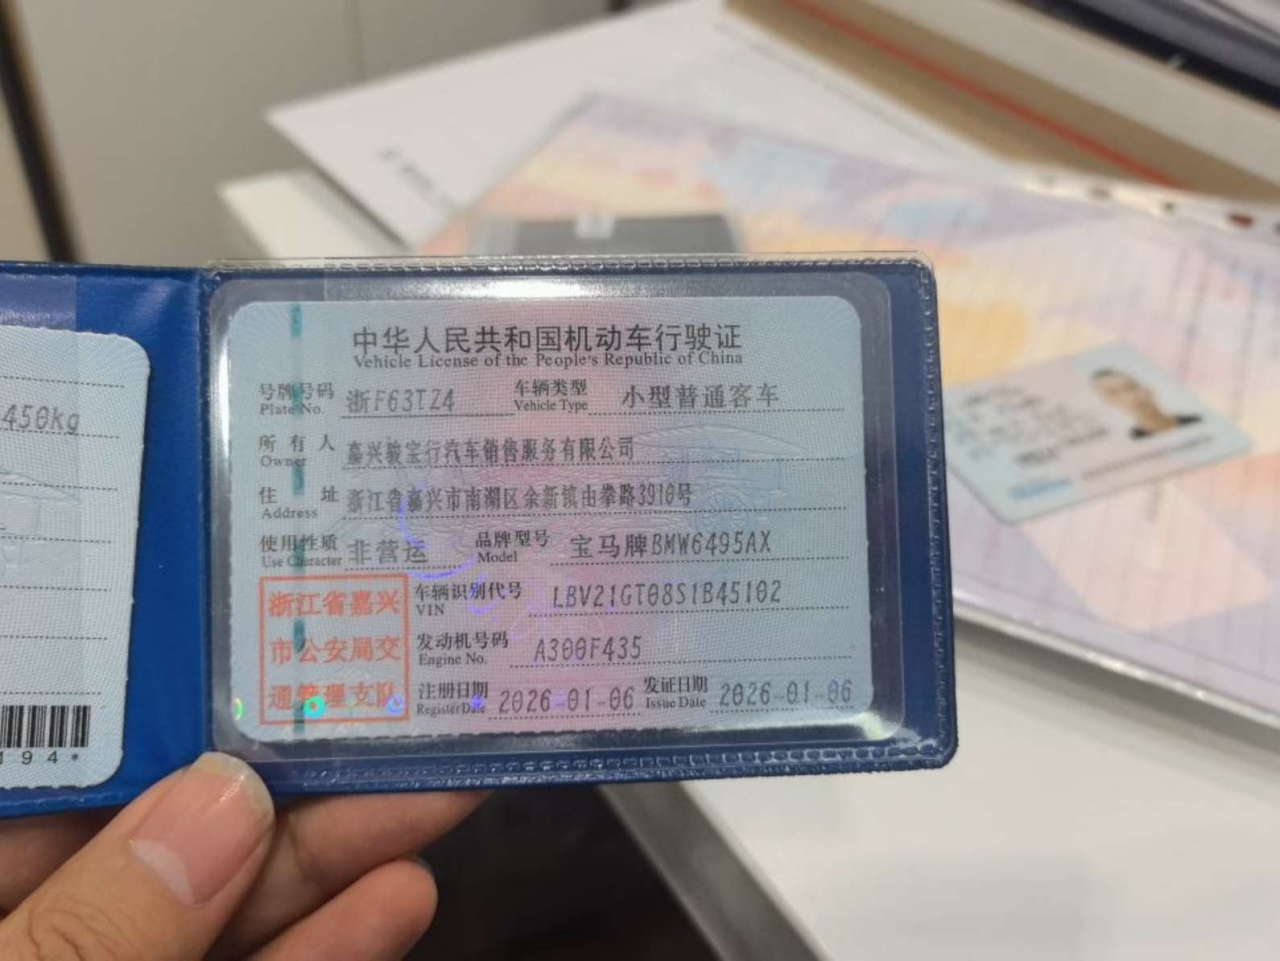 450kg
194*
中华人民共和国机动车行驶证
Vehicle License of the People's Republic of China
号牌号码 浙F63TZ4 车辆类型 小型普通客车
Plate No. Vehicle Type
所有人 嘉兴骏宝行汽车销售服务有限公司
Owner
住址 浙江省嘉兴市南湖区余新镇由拳路3910号
Address
使用性质 非营运 品牌型号 宝马牌BMW6495AX
Use Character Model
浙江省嘉兴
市公安局交
通管理支队
车辆识别代号 LBV21GT08S1B45102
VIN
发动机号码 A300F435
Engine No.
注册日期 2026-01-06 发证日期 2026-01-06
Register Date Issue Date